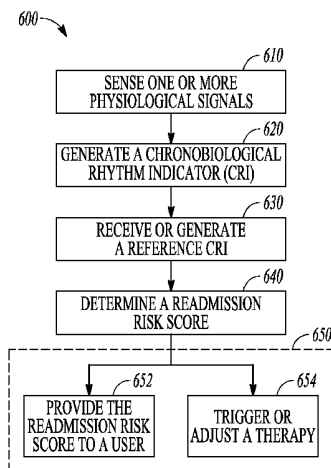 600
610
SENSE ONE OR MORE
PHYSIOLOGICAL SIGNALS
620
GENERATE A CHRONOBIOLOGICAL
RHYTHM INDICATOR (CRI)
630
RECEIVE OR GENERATE
A REFERENCE CRI
640
DETERMINE A READMISSION
RISK SCORE
650
652
PROVIDE THE
READMISSION RISK
SCORE TO A USER
654
TRIGGER OR
ADJUST A THERAPY